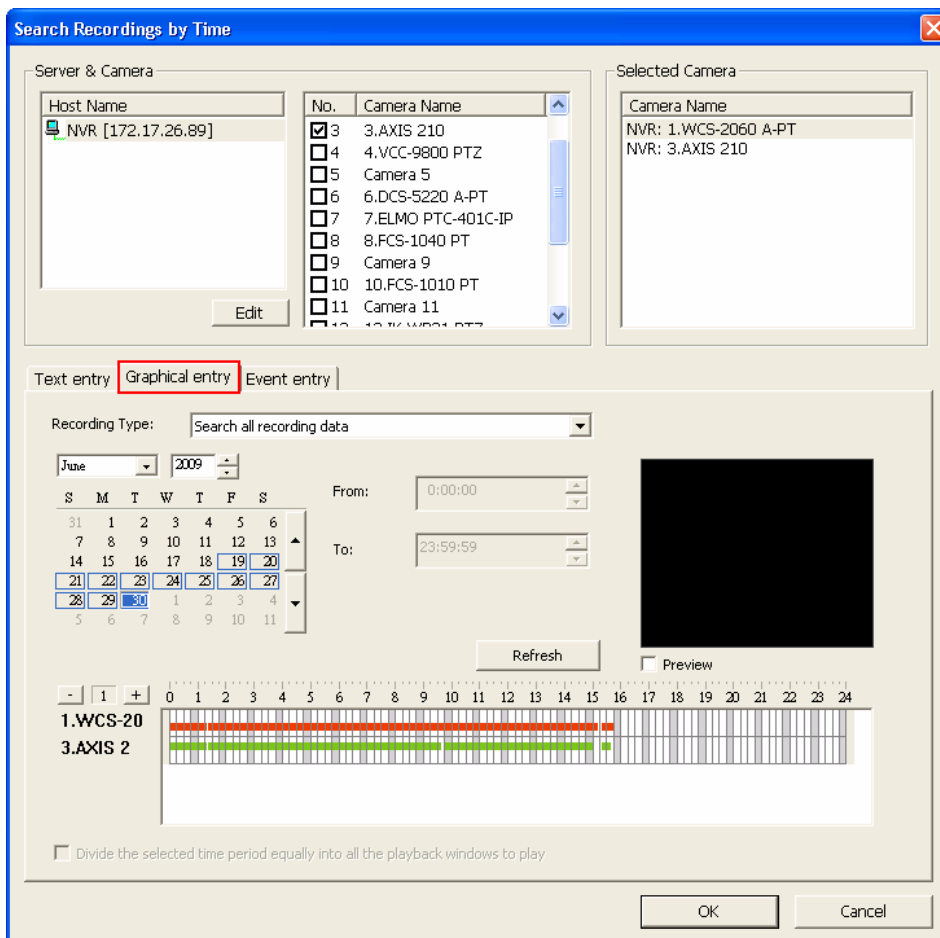 Search Recordings by Time
Server & Camera
Host Name
NVR [172.17.26.89]
Edit
No. Camera Name
3 3.AXIS 210
4 4.VCC-9800 PTZ
5 Camera 5
6 6.DCS-5220 A-PT
7 7.ELMO PTC-401C-IP
8 8.FCS-1040 PT
9 Camera 9
10 10.FCS-1010 PT
11 Camera 11
Selected Camera
Camera Name
NVR: 1.WCS-2060 A-PT
NVR: 3.AXIS 210
Text entry Graphical entry Event entry
Recording Type: Search all recording data
June 2009
S M T W T F S
31 1 2 3 4 5 6
7 8 9 10 11 12 13
14 15 16 17 18 19 20
21 22 23 24 25 26 27
28 29 30 1 2 3 4
5 6 7 8 9 10 11
From: 0:00:00
To: 23:59:59
Refresh
Preview
- 1 + 0 1 2 3 4 5 6 7 8 9 10 11 12 13 14 15 16 17 18 19 20 21 22 23 24
1.WCS-20
3.AXIS 2
Divide the selected time period equally into all the playback windows to play
OK Cancel